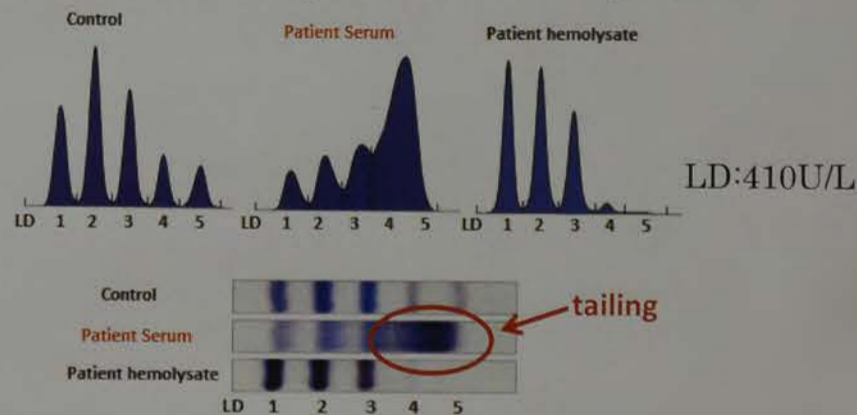 Control
Patient Serum
Patient hemolysate
LD 1 2 3 4 5
LD 1 2 3 4 5
LD 1 2 3 4 5
LD:410U/L
Control
Patient Serum
Patient hemolysate
tailing
LD 1 2 3 4 5